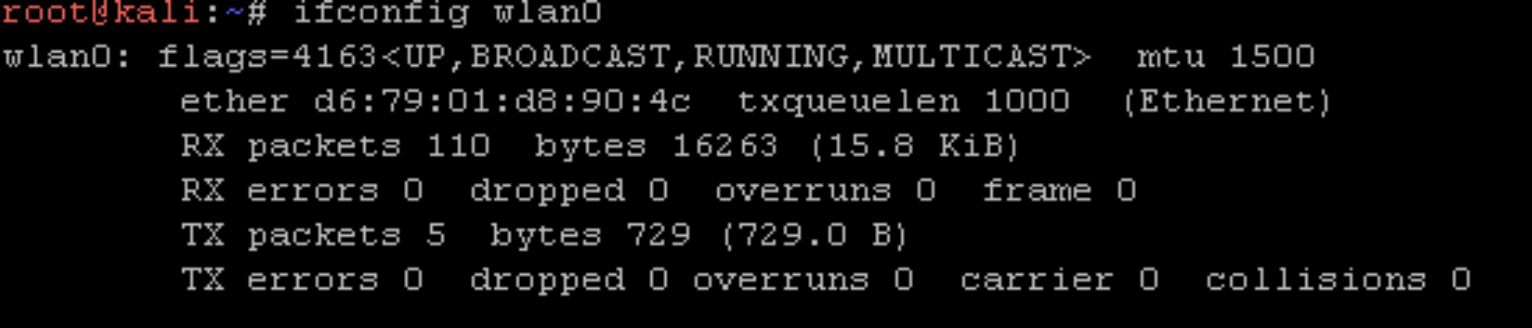 root@kali:~# ifconfig wlan0
wlan0: flags=4163<UP,BROADCAST,RUNNING,MULTICAST>  mtu 1500
        ether d6:79:01:d8:90:4c  txqueuelen 1000  (Ethernet)
        RX packets 110  bytes 16263 (15.8 KiB)
        RX errors 0  dropped 0  overruns 0  frame 0
        TX packets 5  bytes 729 (729.0 B)
        TX errors 0  dropped 0 overruns 0  carrier 0  collisions 0